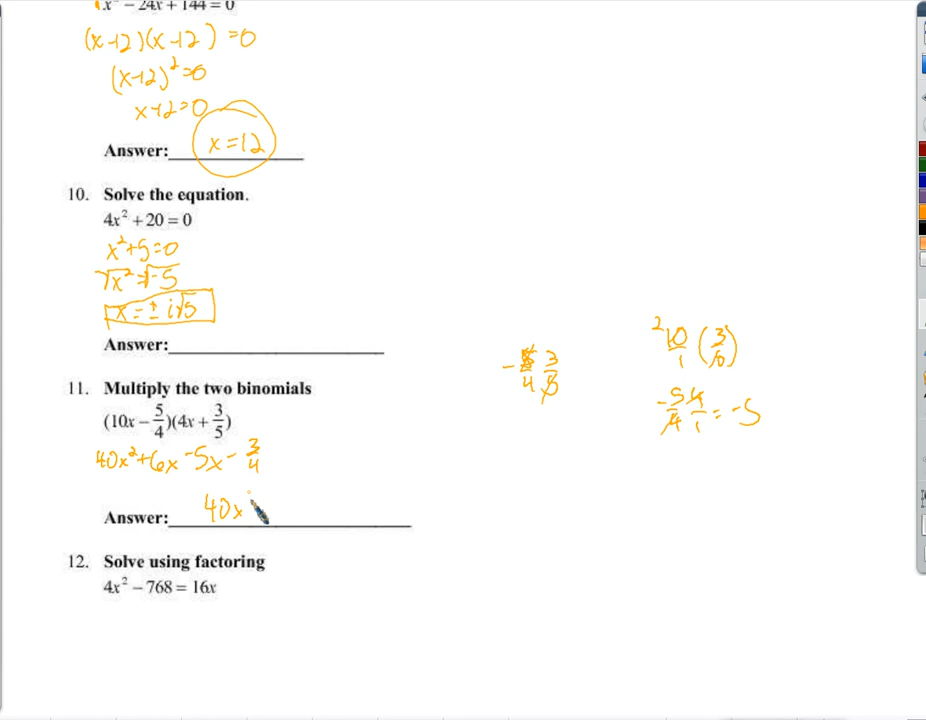 x² − 24x + 144 = 0
(x-12)(x-12) = 0
(x-12)² = 0
x-12=0
x = 12
Answer:
10. Solve the equation.
4x² + 20 = 0
x²+5=0
√x² = √-5
x = ± i√5
Answer:
11. Multiply the two binomials
(10x − 5/4)(4x + 3/5)
40x²+6x -5x - 3/4
Answer: 40x
12. Solve using factoring
4x² − 768 = 16x
2 10/1 (3/5)
-5/4 4/1 = -5